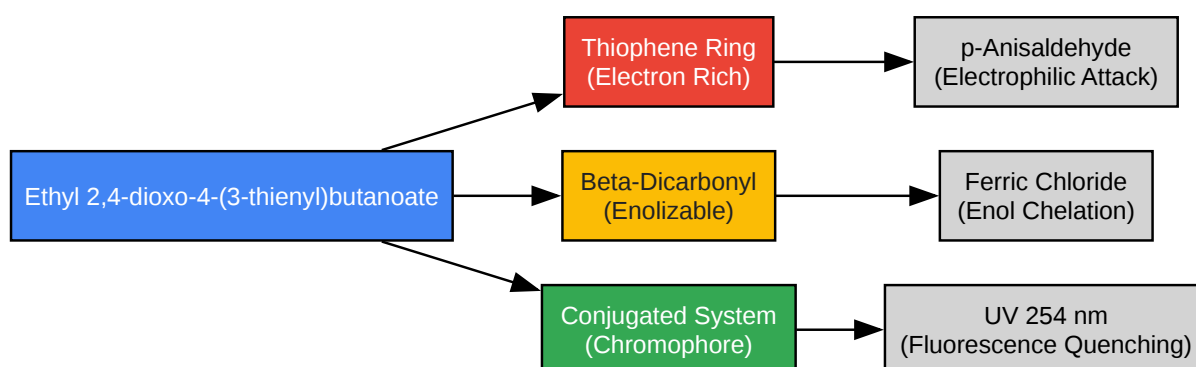 Thiophene Ring
(Electron Rich)
p-Anisaldehyde
(Electrophilic Attack)
Ethyl 2,4-dioxo-4-(3-thienyl)butanoate
Beta-Dicarbonyl
(Enolizable)
Ferric Chloride
(Enol Chelation)
Conjugated System
(Chromophore)
UV 254 nm
(Fluorescence Quenching)